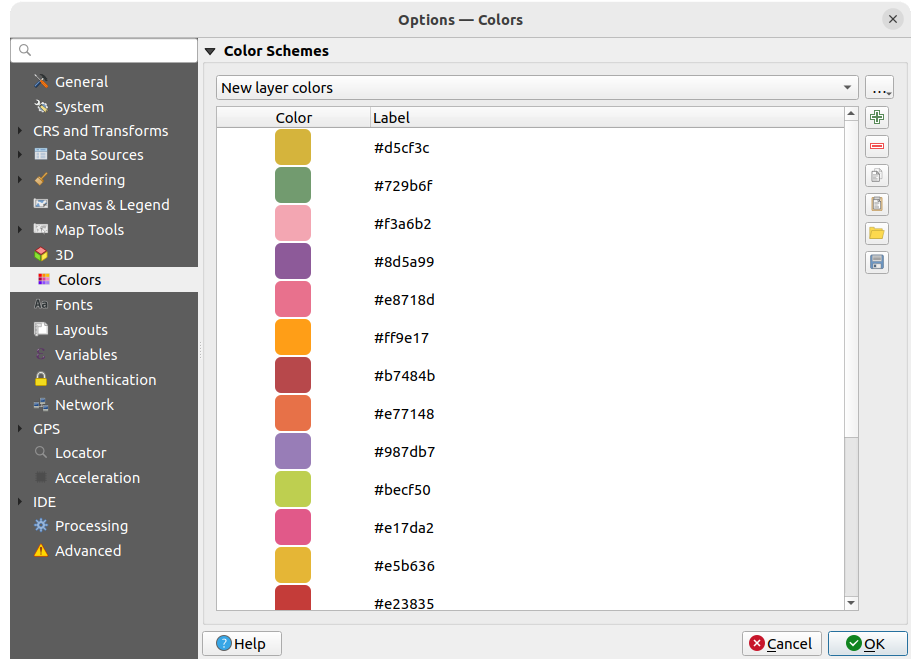 Options — Colors
General
System
CRS and Transforms
Data Sources
Rendering
Canvas & Legend
Map Tools
3D
Colors
Aa Fonts
Layouts
Variables
Authentication
Network
GPS
Locator
Acceleration
IDE
Processing
Advanced
Color Schemes
New layer colors
...
Color Label
#d5cf3c
#729b6f
#f3a6b2
#8d5a99
#e8718d
#ff9e17
#b7484b
#e77148
#987db7
#becf50
#e17da2
#e5b636
#e23835
? Help
Cancel
OK